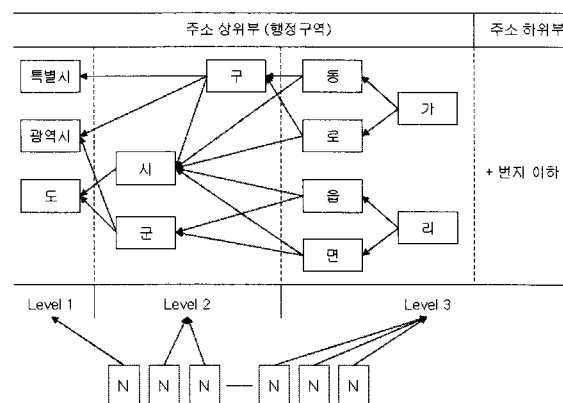 주소 상위부 (행정구역) 주소 하위부
특별시 구 동
가
광역시 로
시 + 번지 이하
도 읍
군 리
면
Level 1 Level 2 Level 3
N N N N N N